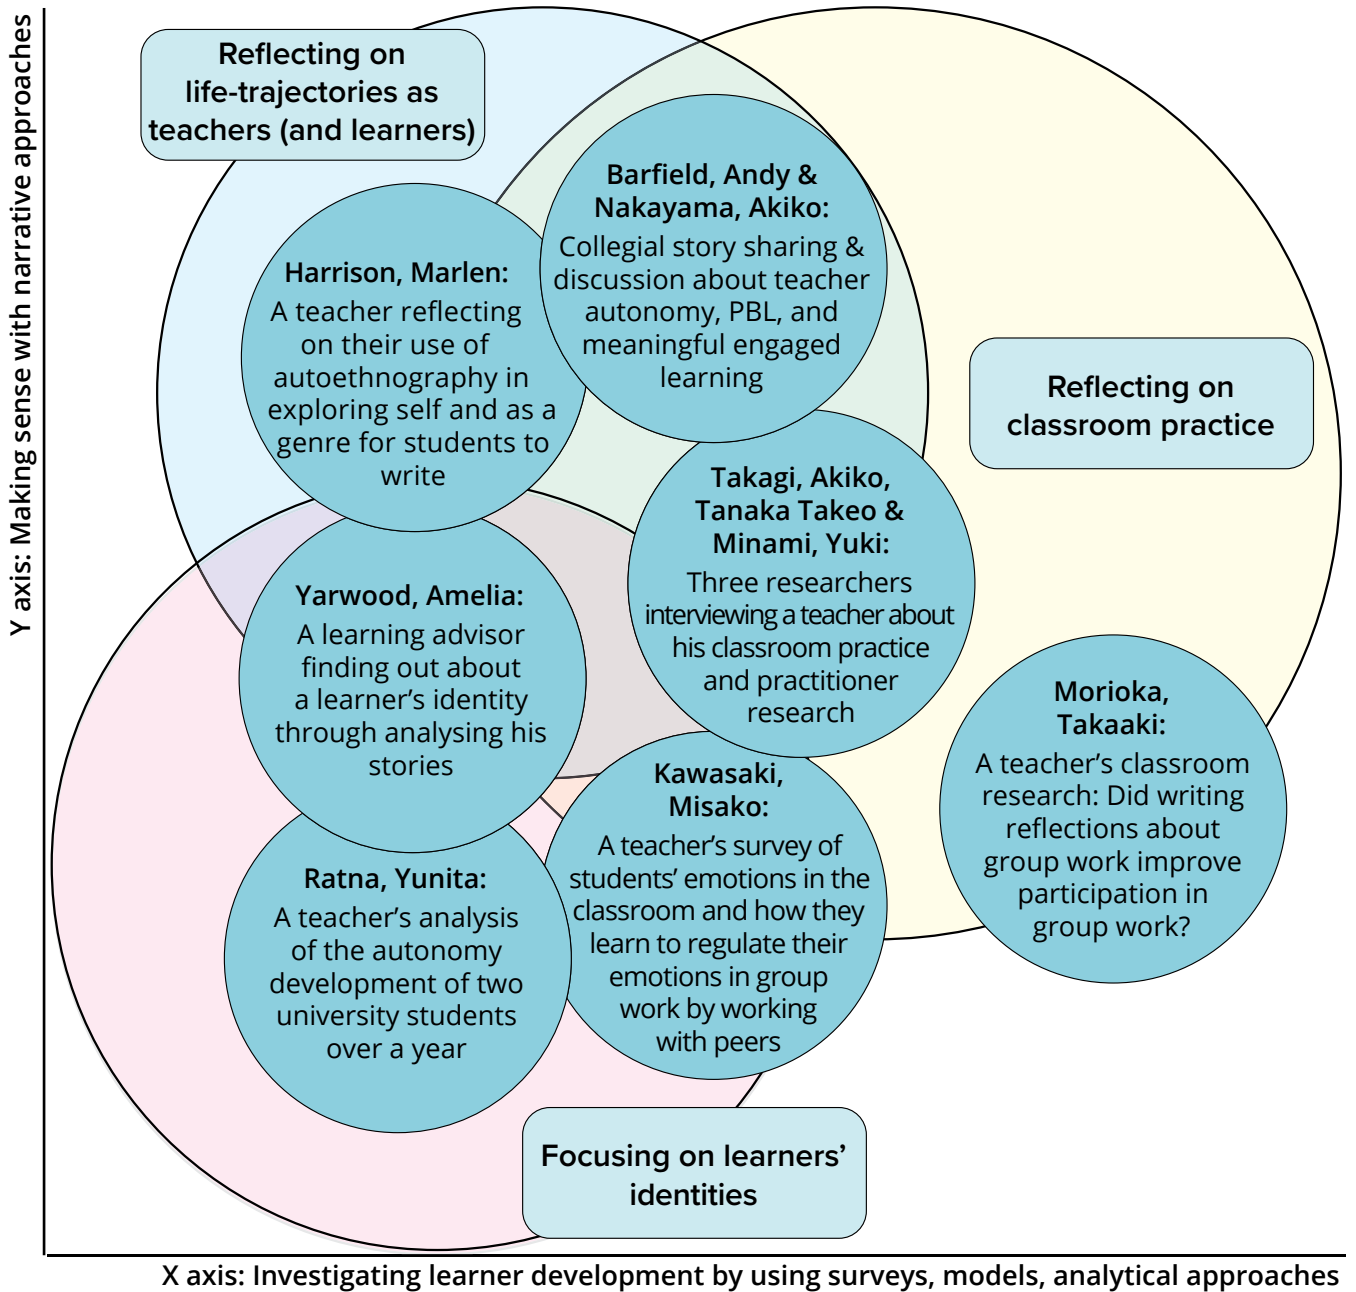 Y axis: Making sense with narrative approaches
Reflecting on
life-trajectories as
teachers (and learners)
Barfield, Andy &
Nakayama, Akiko:
Collegial story sharing &
discussion about teacher
autonomy, PBL, and
meaningful engaged
learning
Harrison, Marlen:
A teacher reflecting
on their use of
autoethnography in
exploring self and as a
genre for students to
write
Reflecting on
classroom practice
Takagi, Akiko,
Tanaka Takeo &
Minami, Yuki:
Three researchers
interviewing a teacher about
his classroom practice
and practitioner
research
Yarwood, Amelia:
A learning advisor
finding out about
a learner’s identity
through analysing his
stories
Morioka,
Takaaki:
A teacher’s classroom
research: Did writing
reflections about
group work improve
participation in
group work?
Kawasaki,
Misako:
A teacher’s survey of
students’ emotions in the
classroom and how they
learn to regulate their
emotions in group
work by working
with peers
Ratna, Yunita:
A teacher’s analysis
of the autonomy
development of two
university students
over a year
Focusing on learners’
identities
X axis: Investigating learner development by using surveys, models, analytical approaches